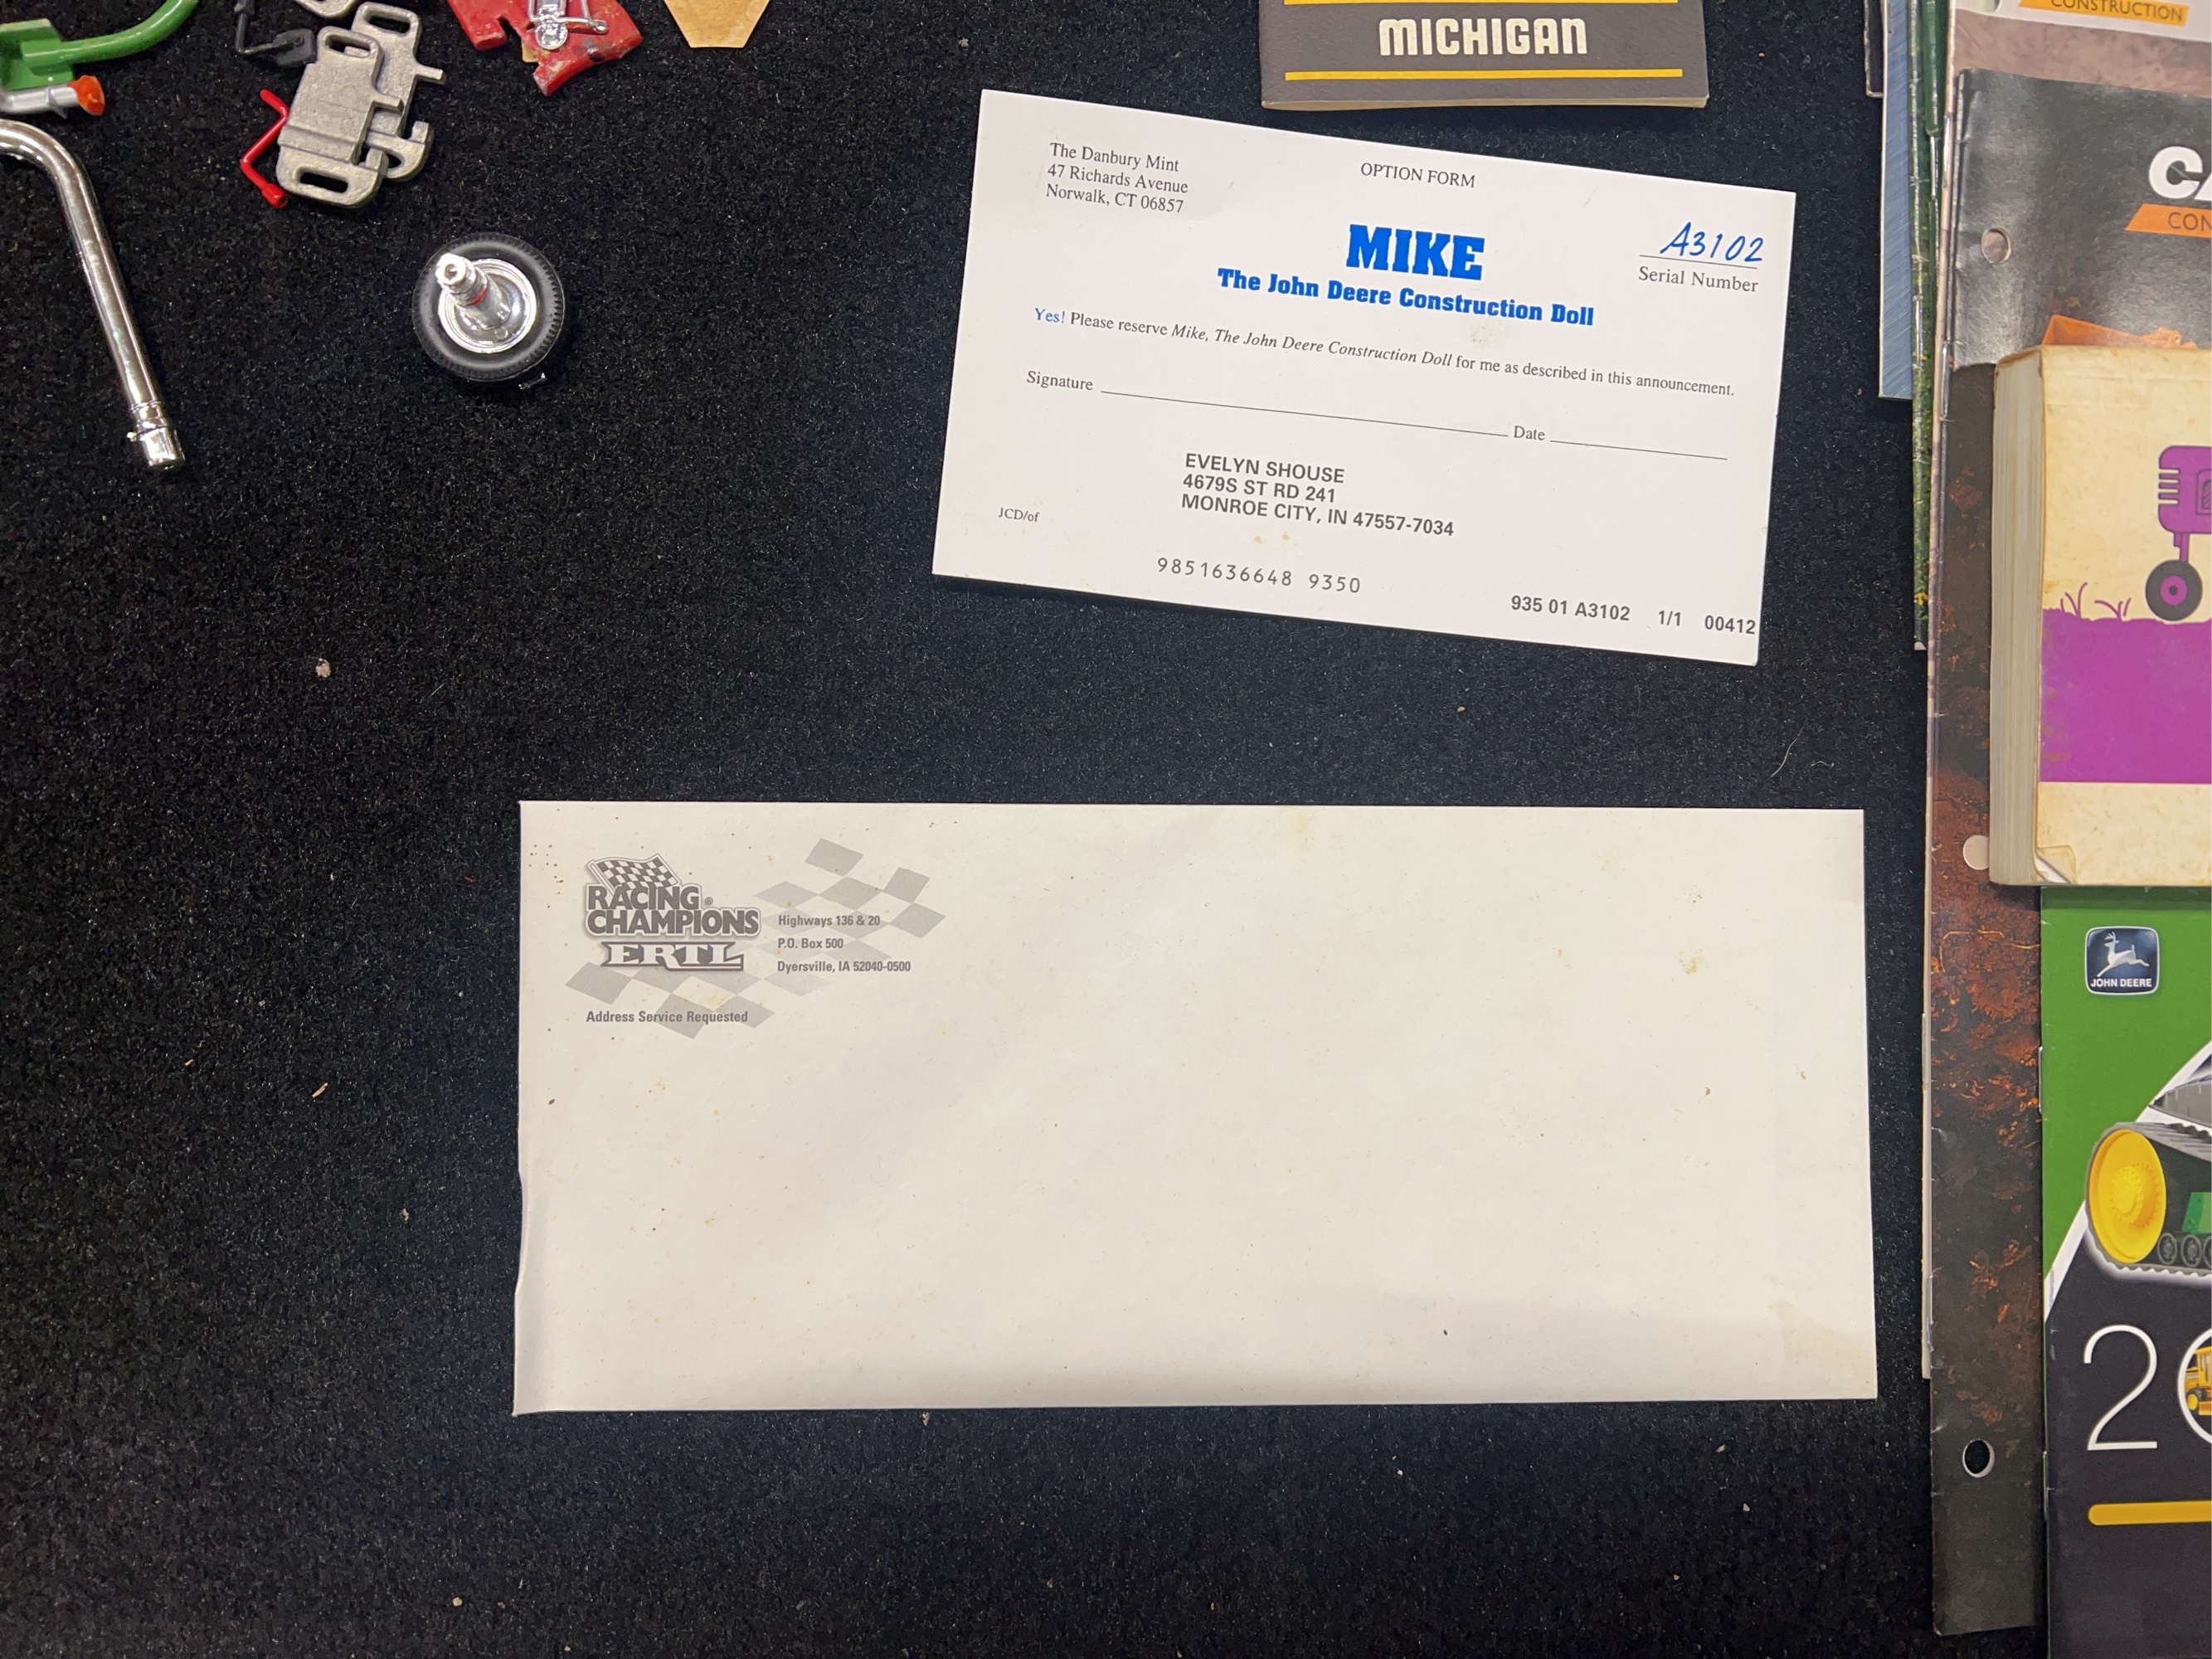 CONSTRUCTION
MICHIGAN
The Danbury Mint
47 Richards Avenue
Norwalk, CT 06857
OPTION FORM
A3102
Serial Number
MIKE
The John Deere Construction Doll
Yes! Please reserve Mike, The John Deere Construction Doll for me as described in this announcement.
Signature Date
EVELYN SHOUSE
4679S ST RD 241
MONROE CITY, IN 47557-7034
JCD/of
9851636648 9350
935 01 A3102 1/1 00412
RACING
CHAMPIONS
ERTL
Highways 136 & 20
P.O. Box 500
Dyersville, IA 52040-0500
Address Service Requested
JOHN DEERE